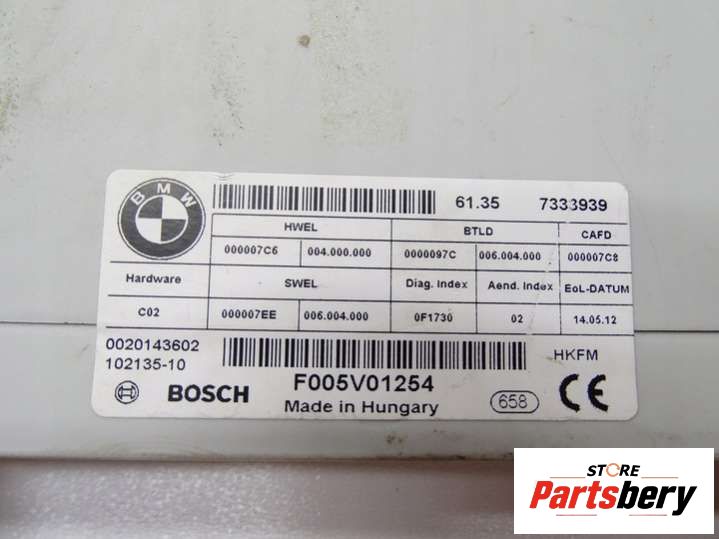 BMW
61.35 7333939
HWEL BTLD CAFD
000007C6 004.000.000 0000097C 006.004.000 000007C8
Hardware SWEL Diag. Index Aend. Index EoL-DATUM
C02 000007EE 006.004.000 0F1730 02 14.05.12
0020143602
102135-10
HKFM
BOSCH F005V01254
Made in Hungary 658 CE
STORE
Partsbery